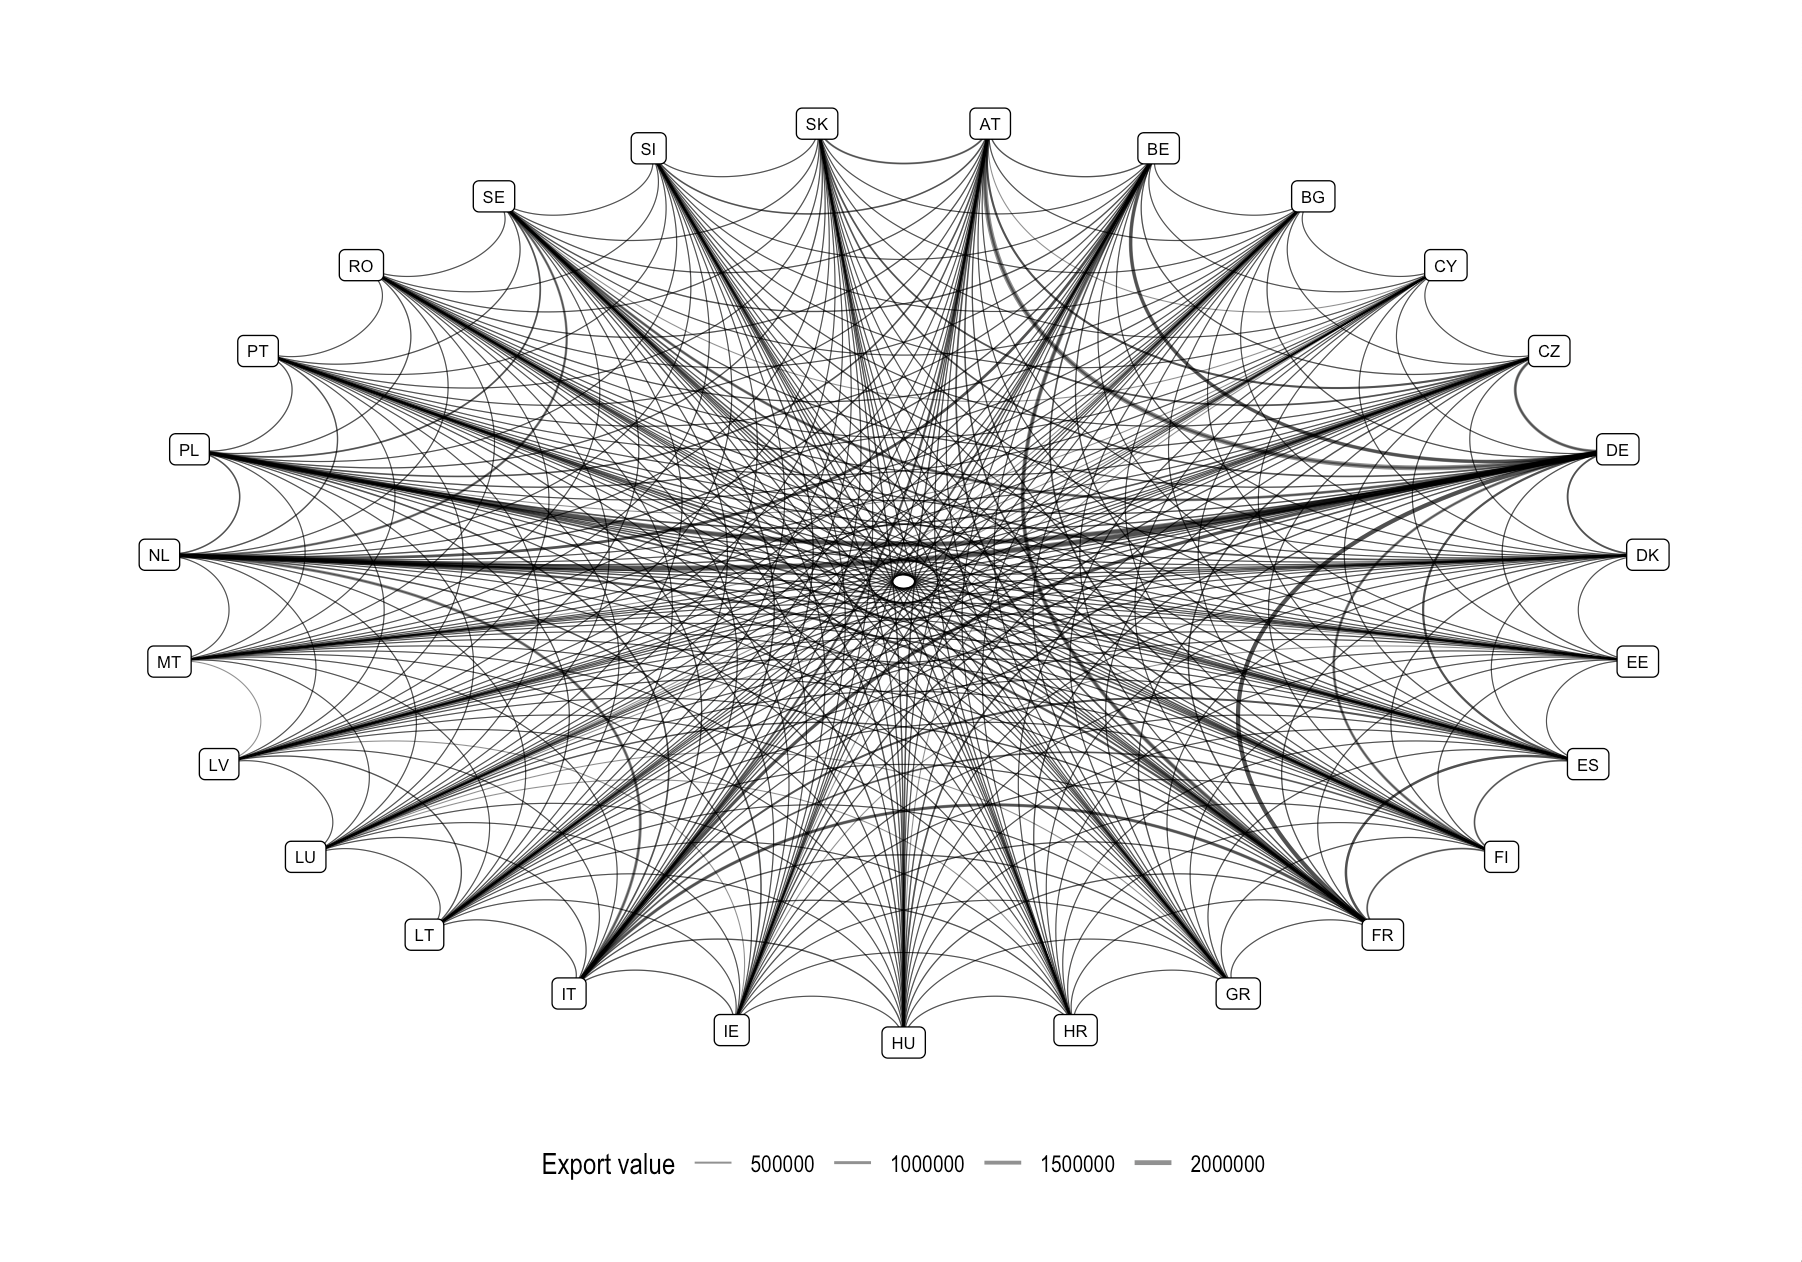 SK
AT
SI
BE
SE
BG
RO
CY
PT
CZ
PL
DE
NL
DK
MT
EE
LV
ES
LU
FI
LT
FR
IT
GR
IE
HR
HU
Export value 500000 1000000 1500000 2000000